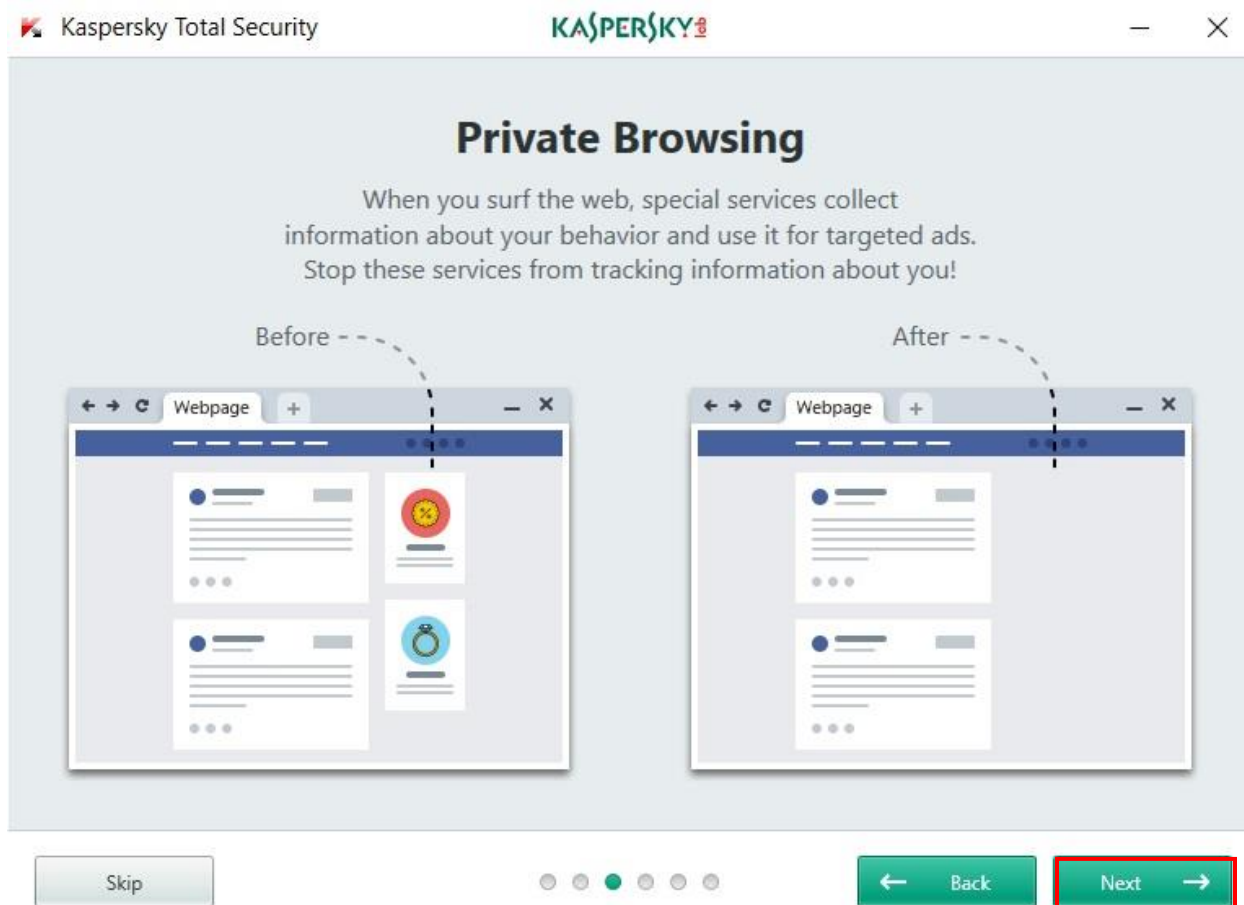 Kaspersky Total Security
KASPERSKY lab
Private Browsing
When you surf the web, special services collect
information about your behavior and use it for targeted ads.
Stop these services from tracking information about you!
Before
After
Webpage
+
Webpage
+
%
Skip
Back
Next